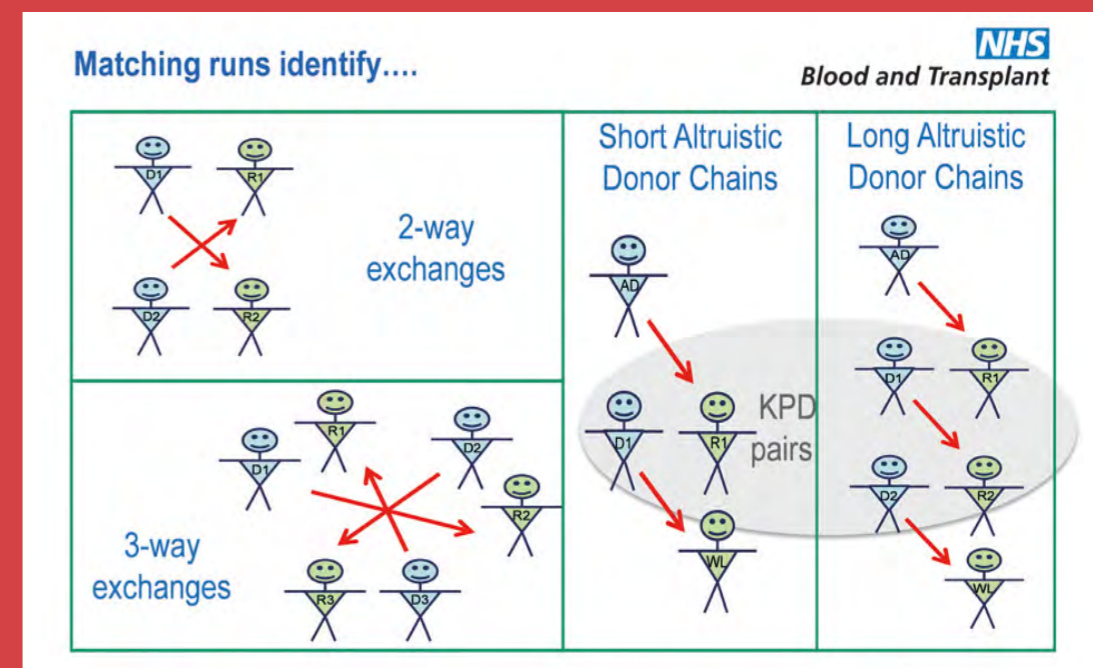 Matching runs identify....
NHS
Blood and Transplant
D1
R1
D2
R2
2-way
exchanges
R1
D1
D2
R2
R3
D3
3-way
exchanges
Short Altruistic
Donor Chains
AD
D1
R1
KPD
pairs
WL
Long Altruistic
Donor Chains
AD
D1
R1
D2
R2
WL